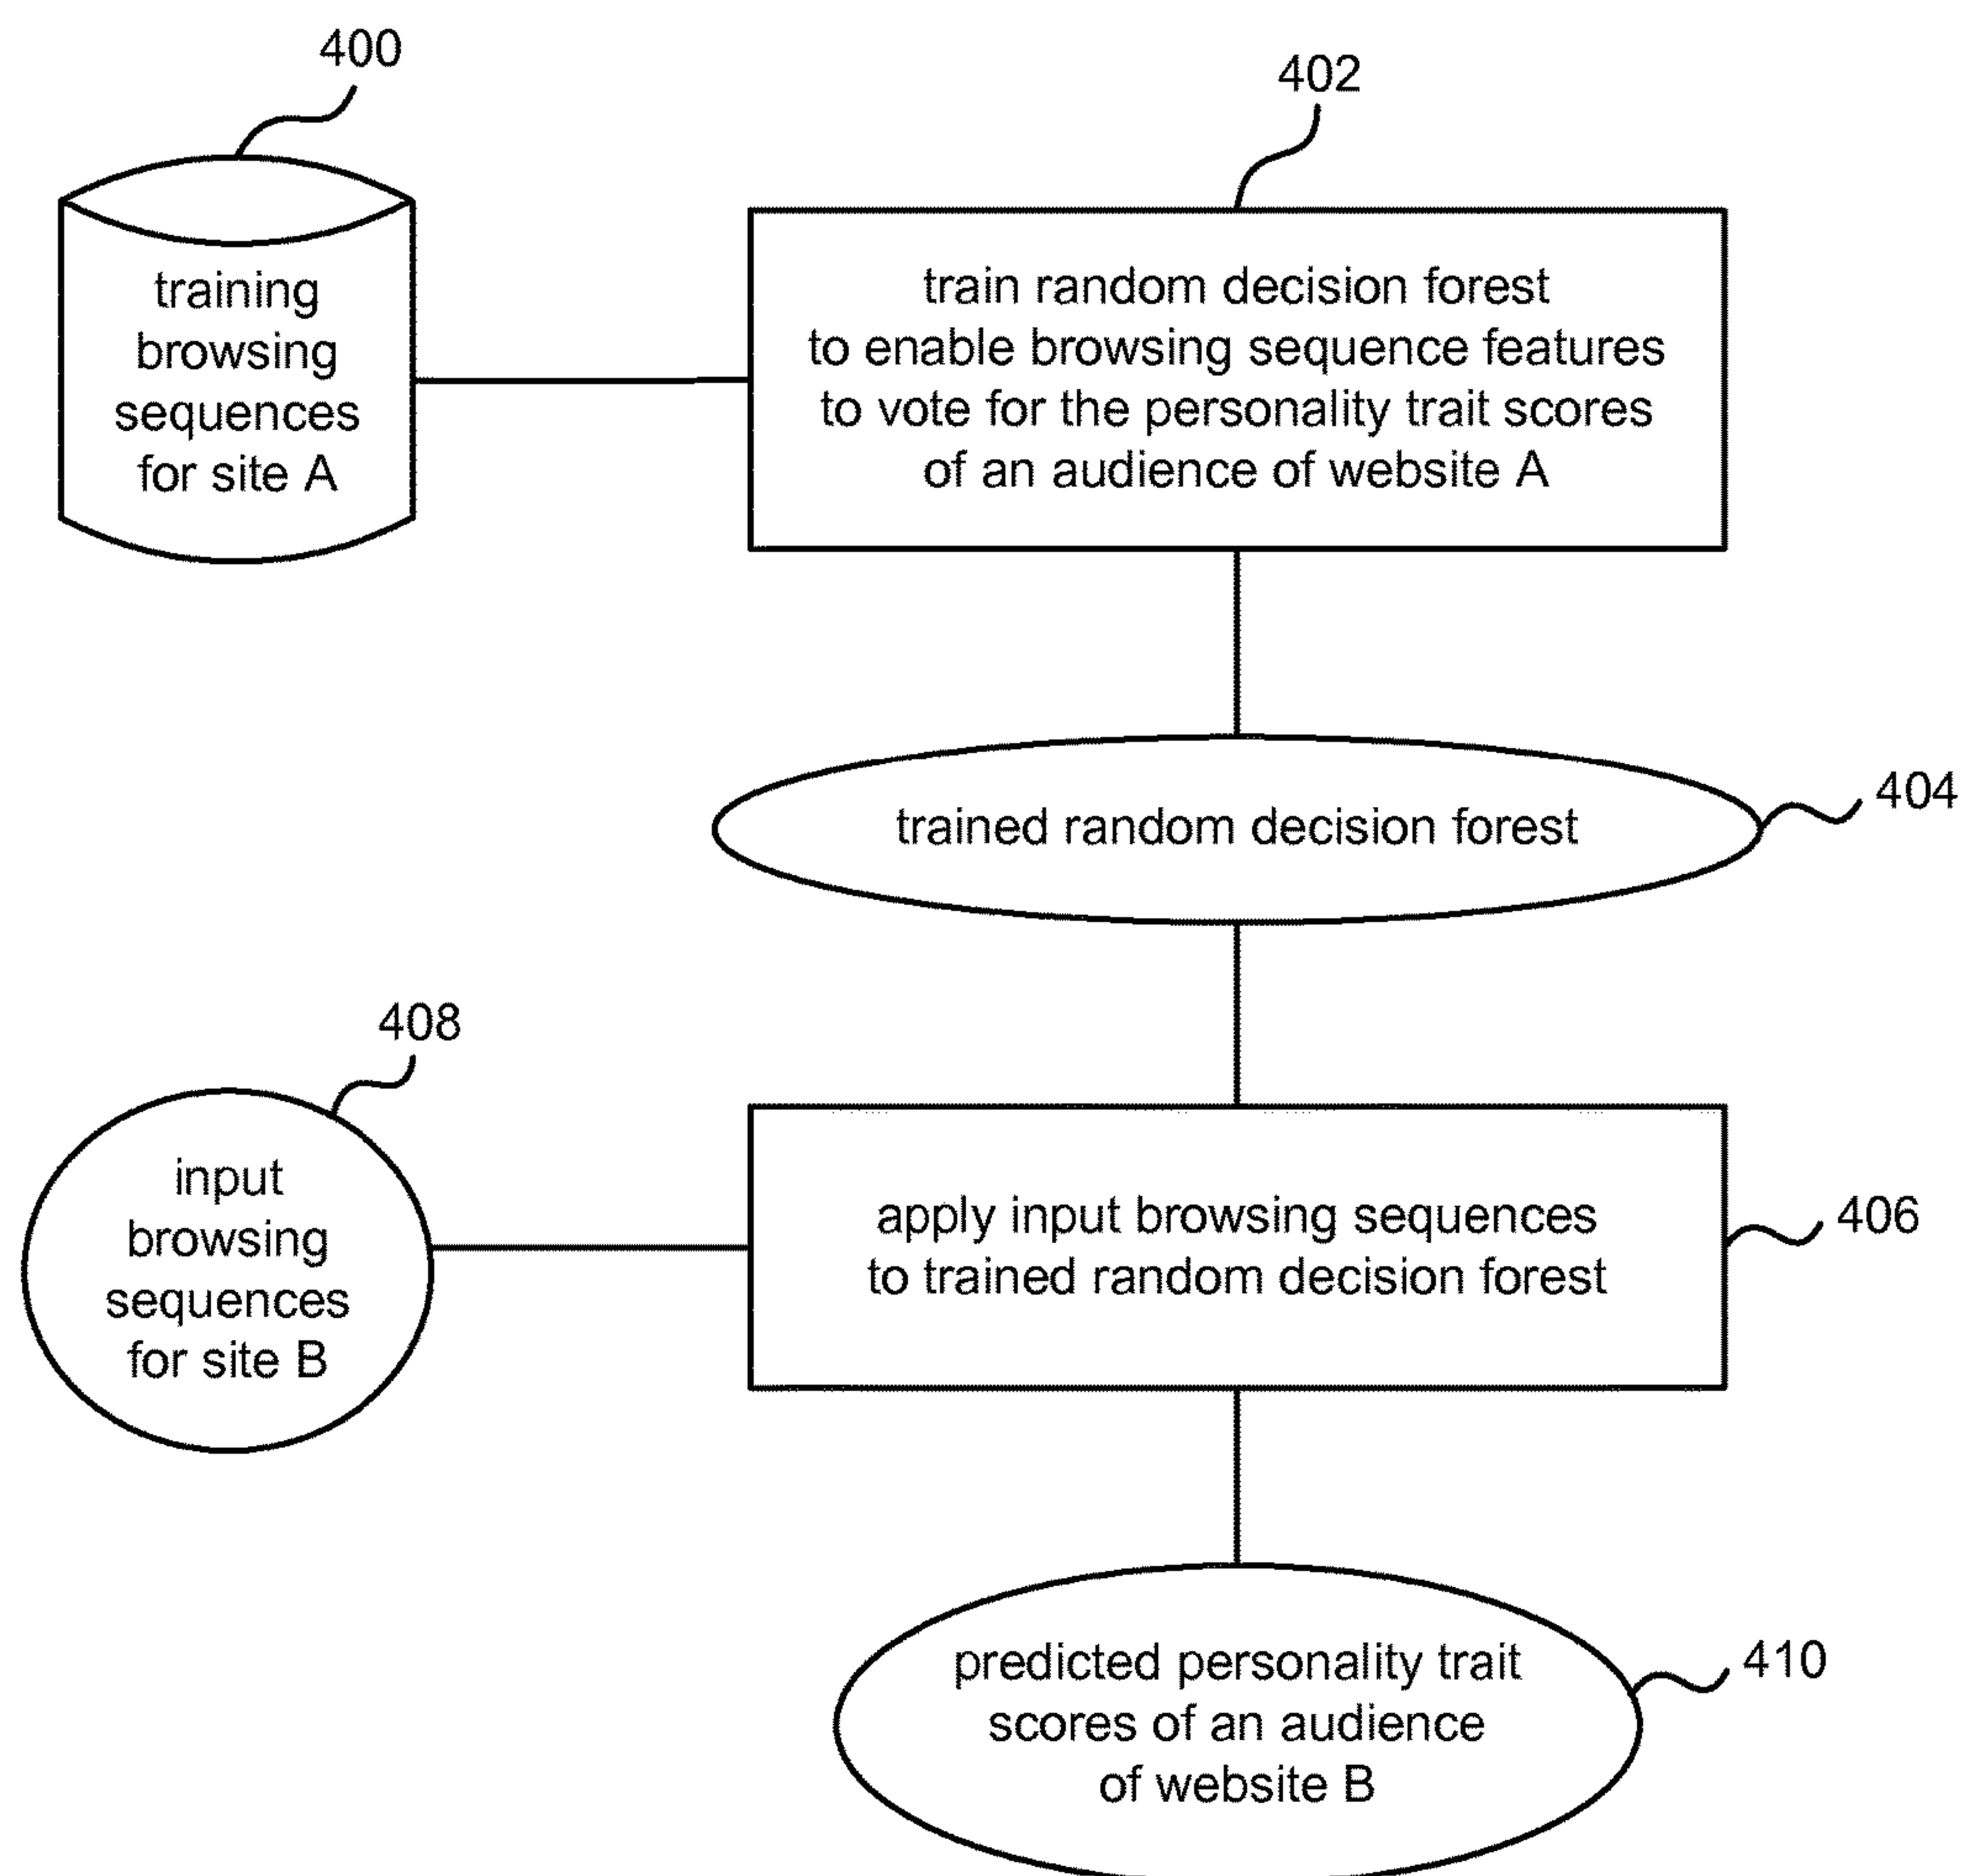 400
402
training
browsing
sequences
for site A
train random decision forest
to enable browsing sequence features
to vote for the personality trait scores
of an audience of website A
404
trained random decision forest
408
input
browsing
sequences
for site B
406
apply input browsing sequences
to trained random decision forest
410
predicted personality trait
scores of an audience
of website B